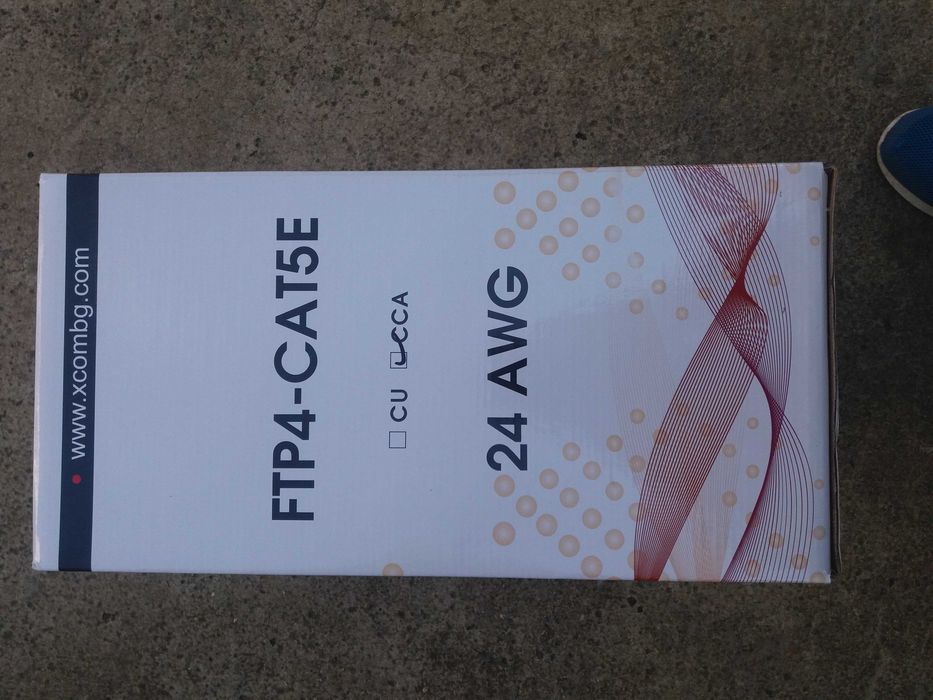 • www.xcombg.com
FTP4-CAT5E
☐ CU ☑ CCA
24 AWG